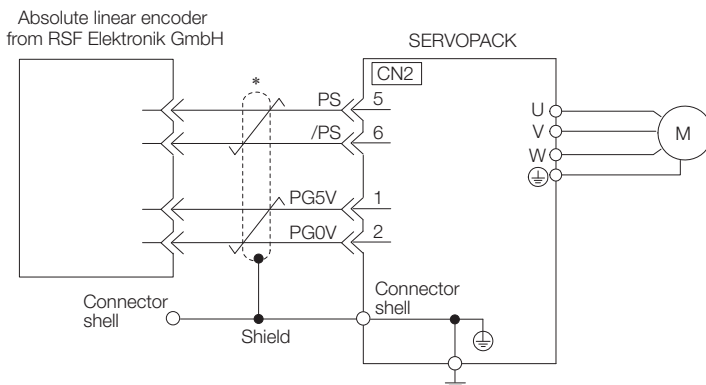 Absolute linear encoder
from RSF Elektronik GmbH
SERVOPACK
*
CN2
PS 5
/PS 6
PG5V 1
PG0V 2
U
V
W
M
Connector
shell
Shield
Connector
shell